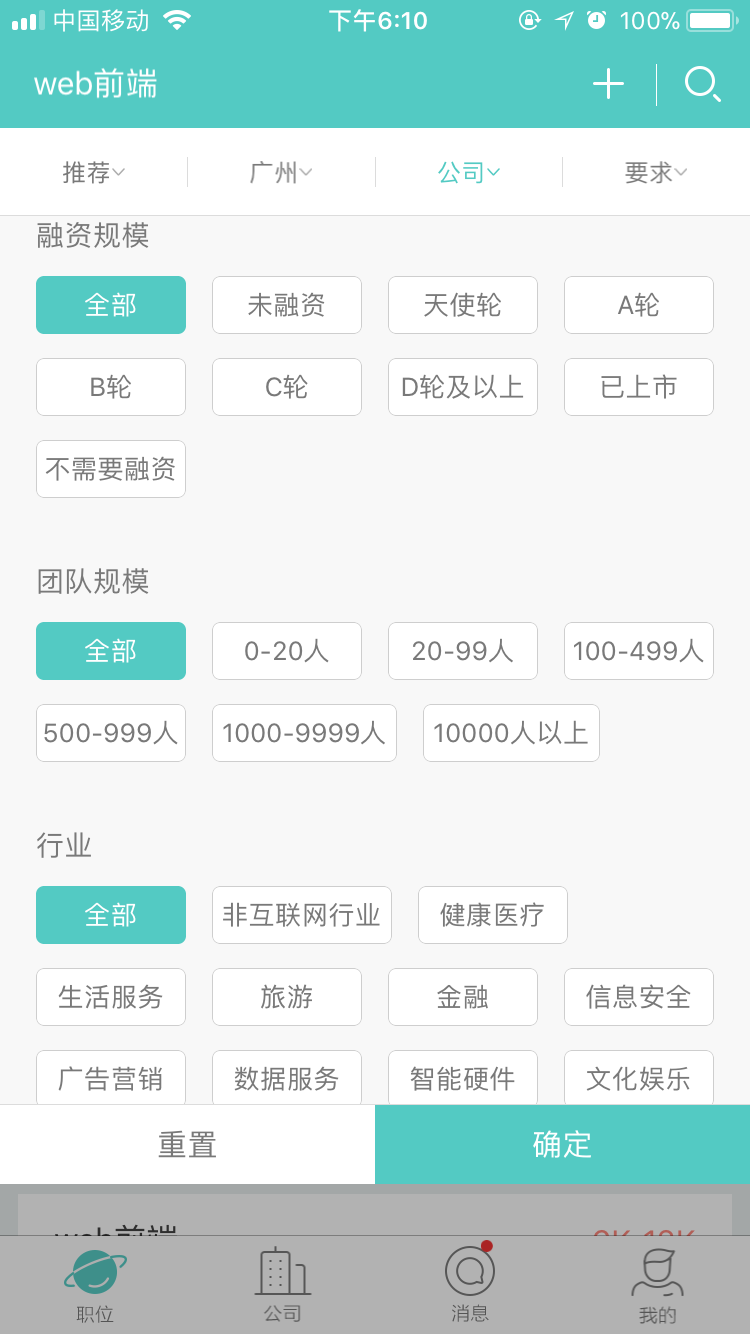 中国移动 下午6:10 100%
web前端
推荐 广州 公司 要求
融资规模
全部 未融资 天使轮 A轮
B轮 C轮 D轮及以上 已上市
不需要融资
团队规模
全部 0-20人 20-99人 100-499人
500-999人 1000-9999人 10000人以上
行业
全部 非互联网行业 健康医疗
生活服务 旅游 金融 信息安全
广告营销 数据服务 智能硬件 文化娱乐
重置 确定
web前端
职位 公司 消息 我的